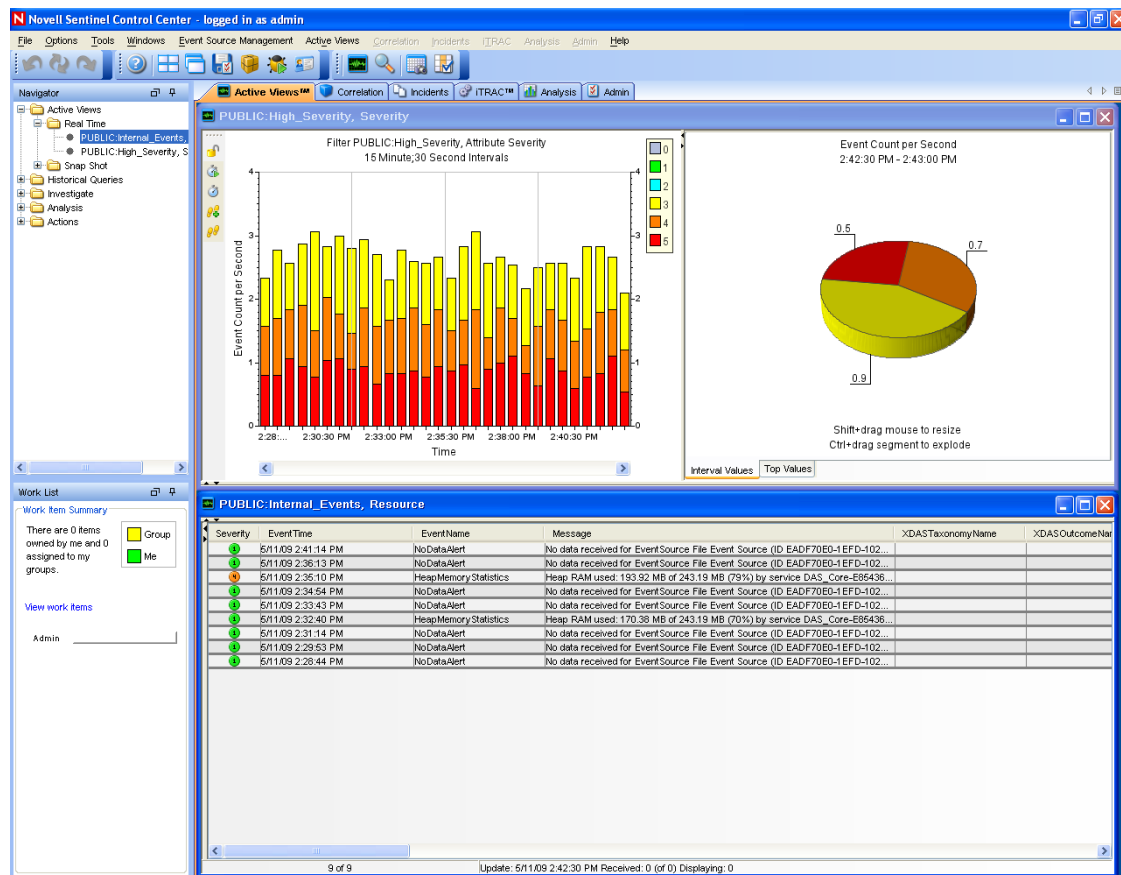 Novell Sentinel Control Center - logged in as admin
File Options Tools Windows Event Source Management Active Views Correlation Incidents iTRAC Analysis Admin Help
Navigator
Active Views
Real Time
PUBLIC:Internal_Events,
PUBLIC:High_Severity, S
Snap Shot
Historical Queries
Investigate
Analysis
Actions
Active Views™ Correlation Incidents iTRAC™ Analysis Admin
PUBLIC:High_Severity, Severity
Filter PUBLIC:High_Severity, Attribute Severity
15 Minute;30 Second Intervals
Event Count per Second
4 3 2 1 0
4 3 2 1 0
2:28:... 2:30:30 PM 2:33:00 PM 2:35:30 PM 2:38:00 PM 2:40:30 PM
Time
0
1
2
3
4
5
Event Count per Second
2:42:30 PM - 2:43:00 PM
0.5
0.7
0.9
Shift+drag mouse to resize
Ctrl+drag segment to explode
Interval Values Top Values
Work List
Work Item Summary
There are 0 items
owned by me and 0
assigned to my
groups.
Group
Me
View work items
Admin
PUBLIC:Internal_Events, Resource
Severity EventTime EventName Message XDASTaxonomyName XDASOutcomeNar
1 5/11/09 2:41:14 PM NoDataAlert No data received for EventSource File Event Source (ID EADF70E0-1EFD-102...
1 5/11/09 2:36:13 PM NoDataAlert No data received for EventSource File Event Source (ID EADF70E0-1EFD-102...
4 5/11/09 2:35:10 PM HeapMemoryStatistics Heap RAM used: 193.92 MB of 243.19 MB (79%) by service DAS_Core-E85436...
1 5/11/09 2:34:54 PM NoDataAlert No data received for EventSource File Event Source (ID EADF70E0-1EFD-102...
1 5/11/09 2:33:43 PM NoDataAlert No data received for EventSource File Event Source (ID EADF70E0-1EFD-102...
1 5/11/09 2:32:40 PM HeapMemoryStatistics Heap RAM used: 170.38 MB of 243.19 MB (70%) by service DAS_Core-E85436...
1 5/11/09 2:31:14 PM NoDataAlert No data received for EventSource File Event Source (ID EADF70E0-1EFD-102...
1 5/11/09 2:29:53 PM NoDataAlert No data received for EventSource File Event Source (ID EADF70E0-1EFD-102...
1 5/11/09 2:28:44 PM NoDataAlert No data received for EventSource File Event Source (ID EADF70E0-1EFD-102...
9 of 9 Update: 5/11/09 2:42:30 PM Received: 0 (of 0) Displaying: 0